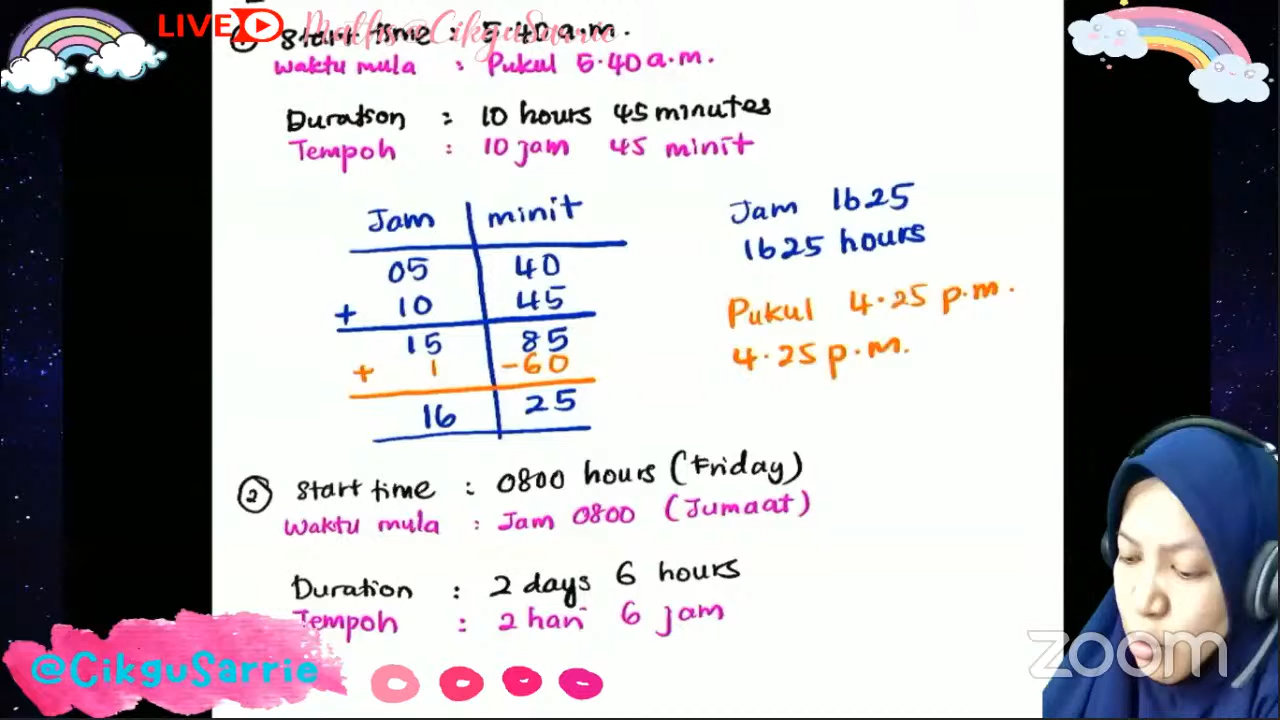 LIVE
Maths@CikguSarrie
① Start time : 5.40 a.m.
Waktu mula : Pukul 5.40 a.m.
Duration : 10 hours 45 minutes
Tempoh : 10 jam 45 minit
Jam minit
05 40
+ 10 45
15 85
+ 1 -60
16 25
Jam 1625
1625 hours
Pukul 4.25 p.m.
4.25 p.m.
② Start time : 0800 hours (Friday)
Waktu mula : Jam 0800 (Jumaat)
Duration : 2 days 6 hours
Tempoh : 2 hari 6 jam
@CikguSarrie
zoom